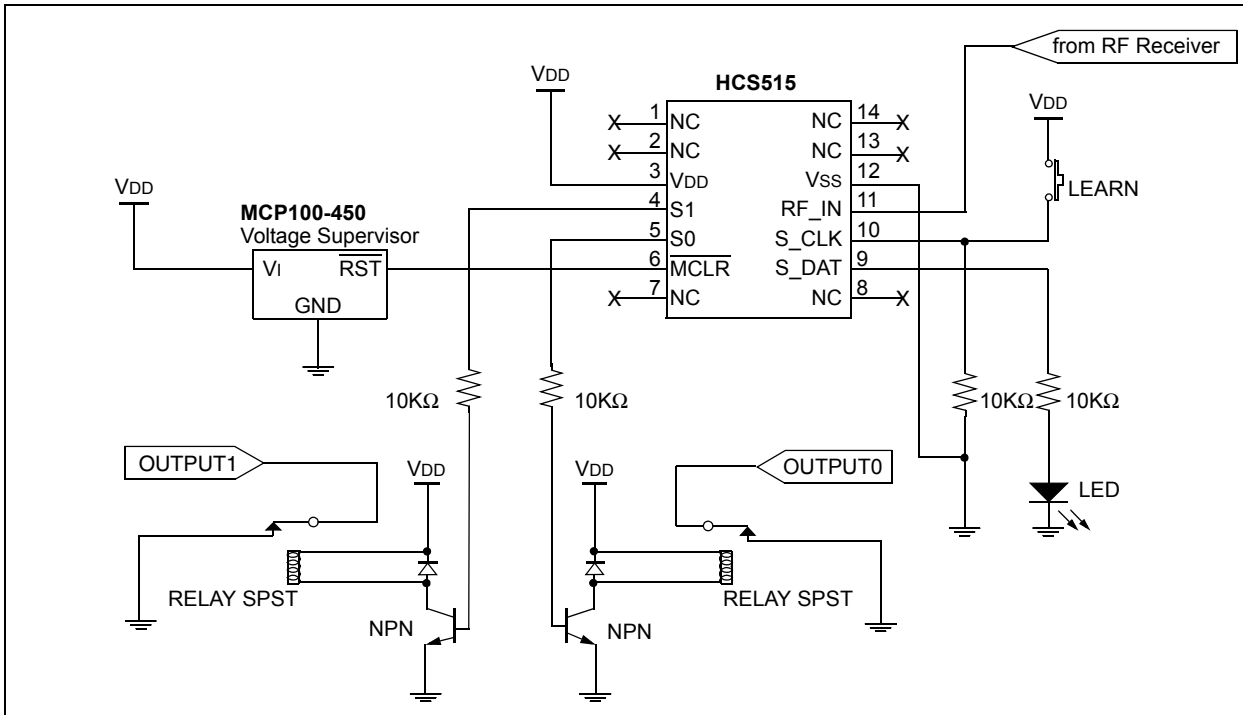 from RF Receiver
HCS515
VDD
VDD
1 NC NC 14
2 NC NC 13
3 VDD VSS 12
4 S1 RF_IN 11
5 S0 S_CLK 10
6 MCLR S_DAT 9
7 NC NC 8
LEARN
VDD
MCP100-450
Voltage Supervisor
VI RST
GND
10KΩ
10KΩ
10KΩ
10KΩ
OUTPUT1
VDD
VDD
OUTPUT0
LED
RELAY SPST
RELAY SPST
NPN
NPN